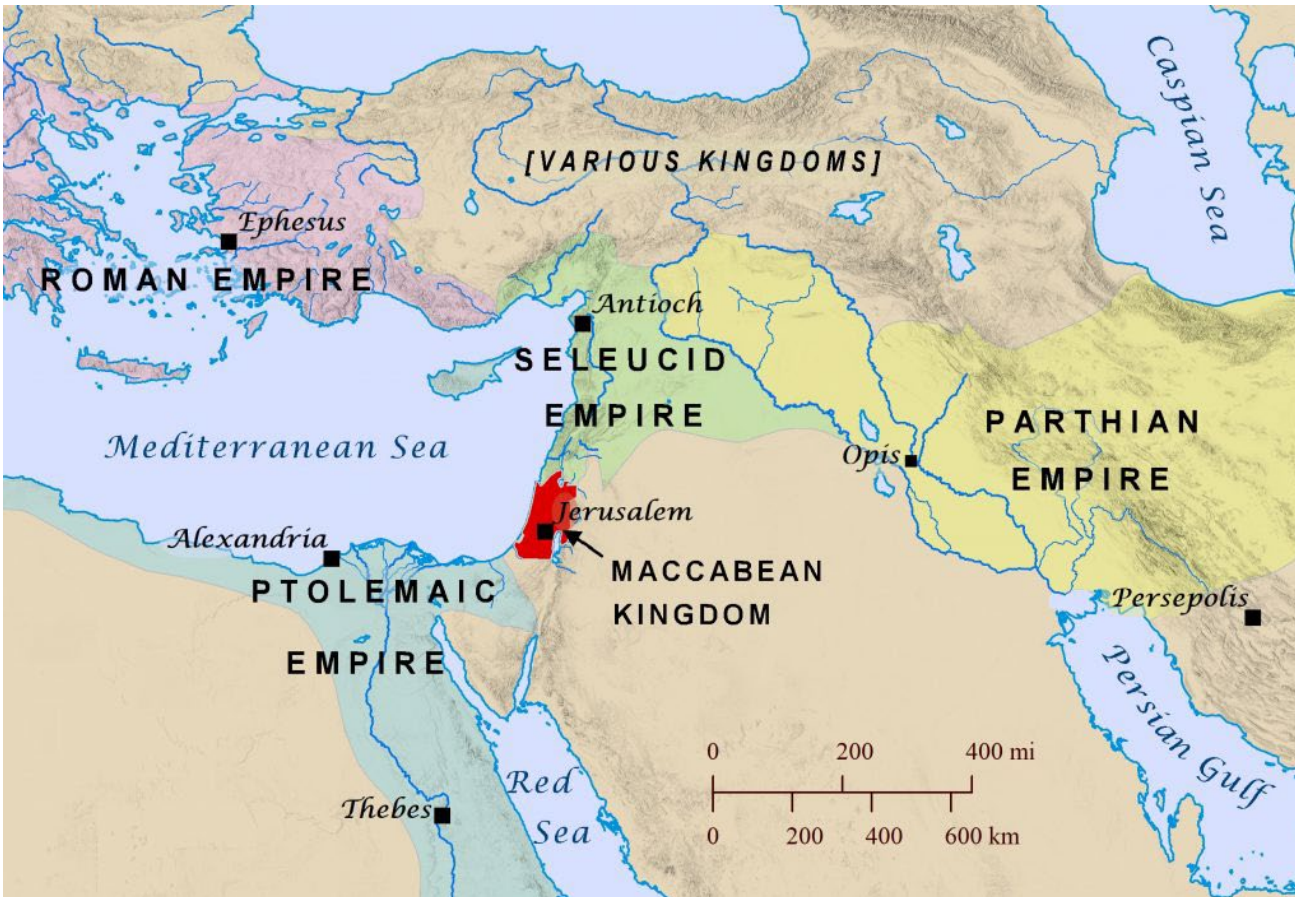 Caspian Sea
[VARIOUS KINGDOMS]
Ephesus
ROMAN EMPIRE
Antioch
SELEUCID
EMPIRE
Mediterranean Sea
PARTHIAN
EMPIRE
Opis
Jerusalem
Alexandria
MACCABEAN
KINGDOM
PTOLEMAIC
EMPIRE
Persepolis
Persian Gulf
Red
Sea
Thebes
0 200 400 mi
0 200 400 600 km